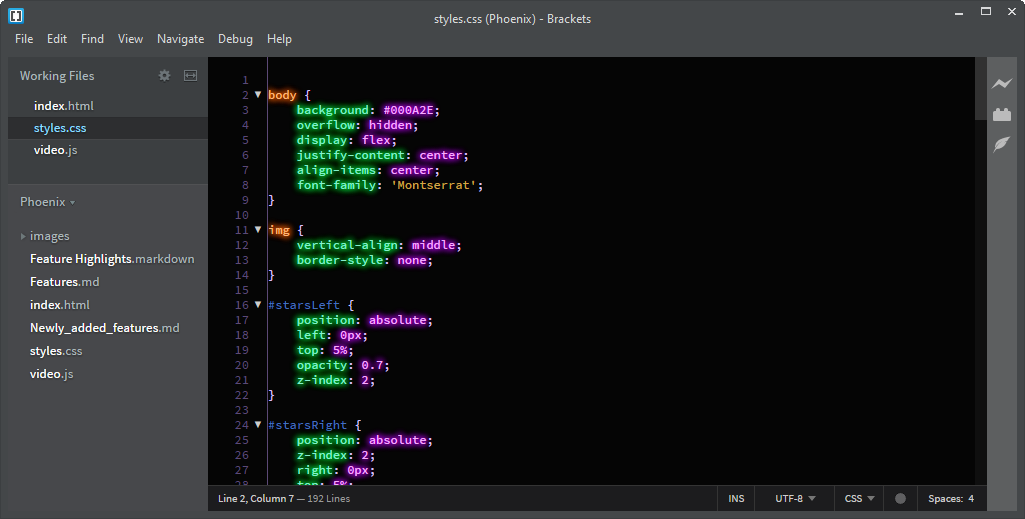 styles.css (Phoenix) - Brackets
File Edit Find View Navigate Debug Help
Working Files
index.html
styles.css
video.js
Phoenix
images
Feature Highlights.markdown
Features.md
index.html
Newly_added_features.md
styles.css
video.js
1
2 body {
3 background: #000A2E;
4 overflow: hidden;
5 display: flex;
6 justify-content: center;
7 align-items: center;
8 font-family: 'Montserrat';
9 }
10
11 img {
12 vertical-align: middle;
13 border-style: none;
14 }
15
16 #starsLeft {
17 position: absolute;
18 left: 0px;
19 top: 5%;
20 opacity: 0.7;
21 z-index: 2;
22 }
23
24 #starsRight {
25 position: absolute;
26 z-index: 2;
27 right: 0px;
28 top: 5%;
Line 2, Column 7 — 192 Lines
INS UTF-8 CSS Spaces: 4